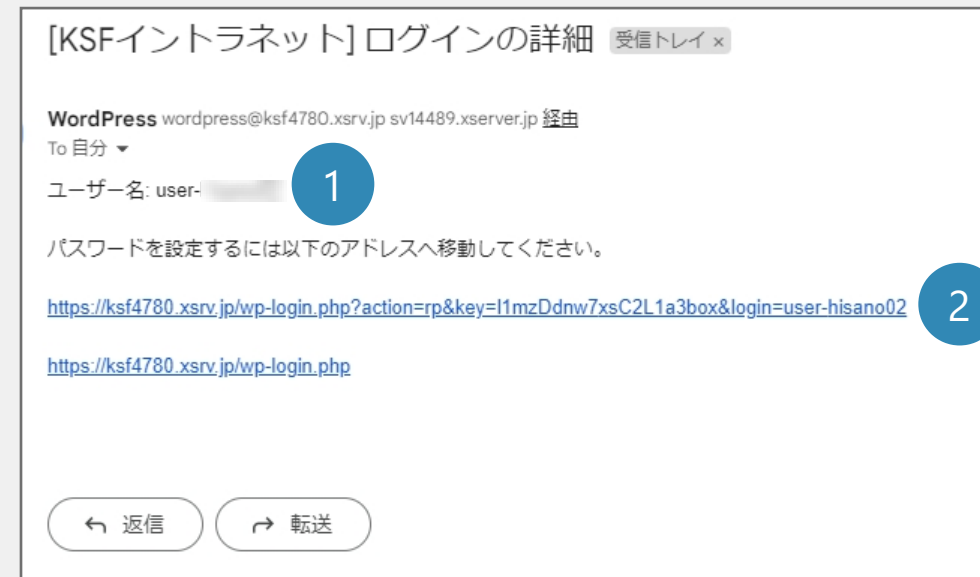 [KSFイントラネット] ログインの詳細 受信トレイ ×
WordPress wordpress@ksf4780.xsrv.jp sv14489.xserver.jp 経由
To 自分
ユーザー名: user- 1
パスワードを設定するには以下のアドレスへ移動してください。
https://ksf4780.xsrv.jp/wp-login.php?action=rp&key=I1mzDdnw7xsC2L1a3box&login=user-hisano02 2
https://ksf4780.xsrv.jp/wp-login.php
返信 転送